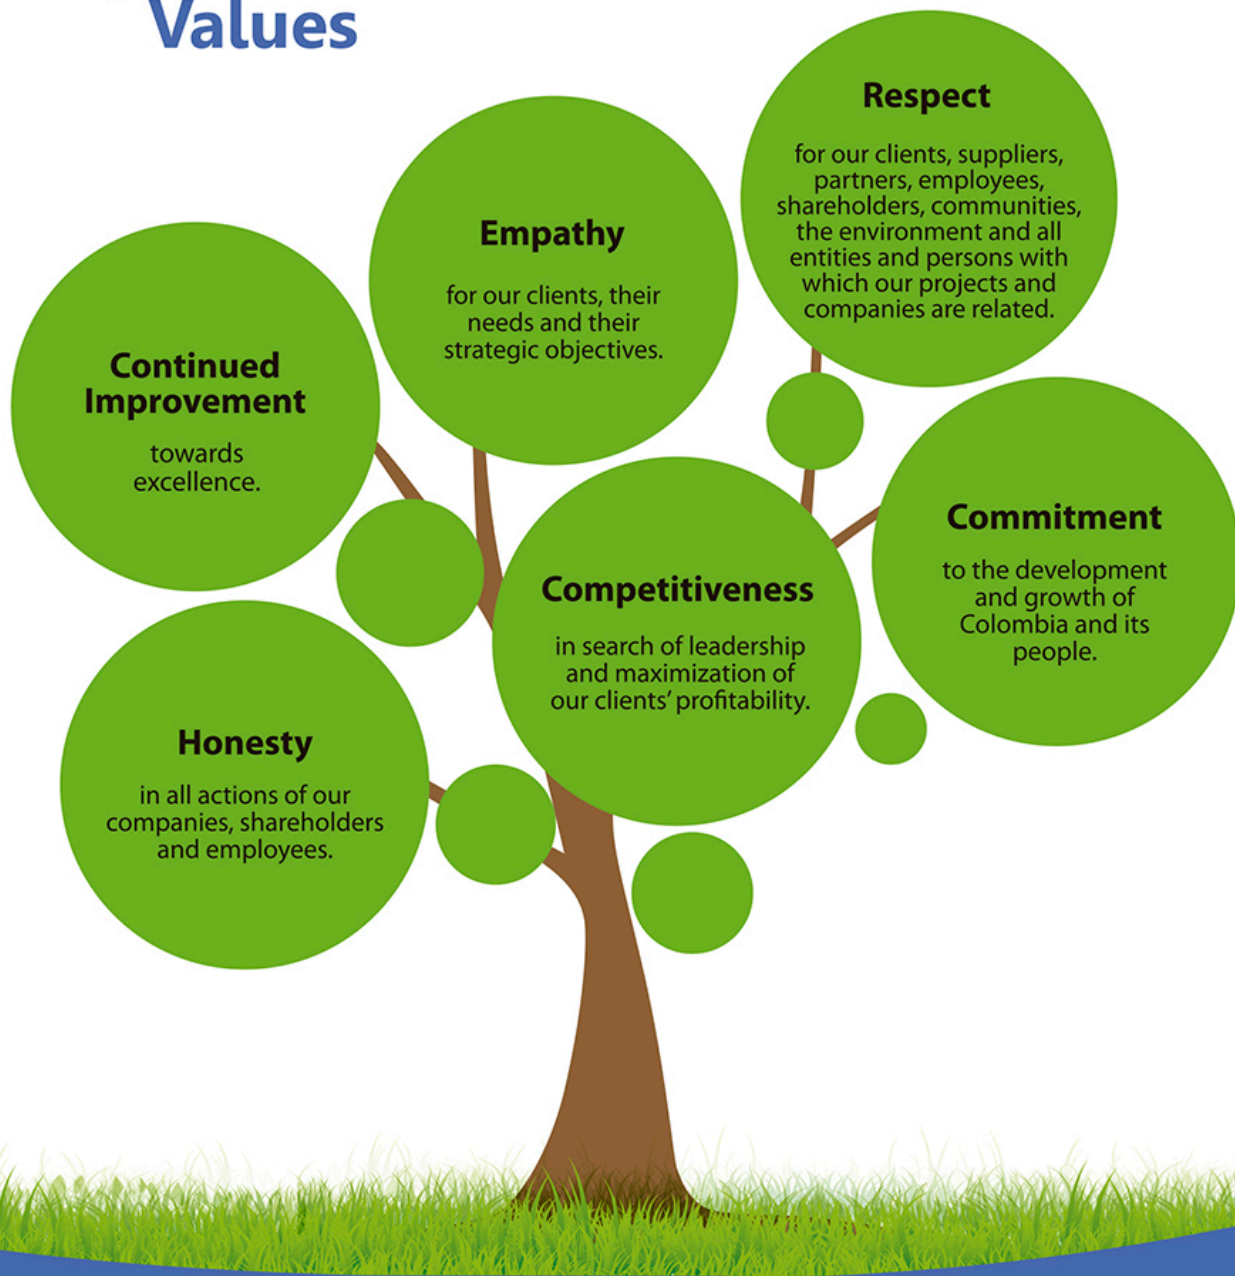 Values
Respect
for our clients, suppliers,
partners, employees,
shareholders, communities,
the environment and all
entities and persons with
which our projects and
companies are related.
Empathy
for our clients, their
needs and their
strategic objectives.
Continued
Improvement
towards
excellence.
Commitment
to the development
and growth of
Colombia and its
people.
Competitiveness
in search of leadership
and maximization of
our clients’ profitability.
Honesty
in all actions of our
companies, shareholders
and employees.